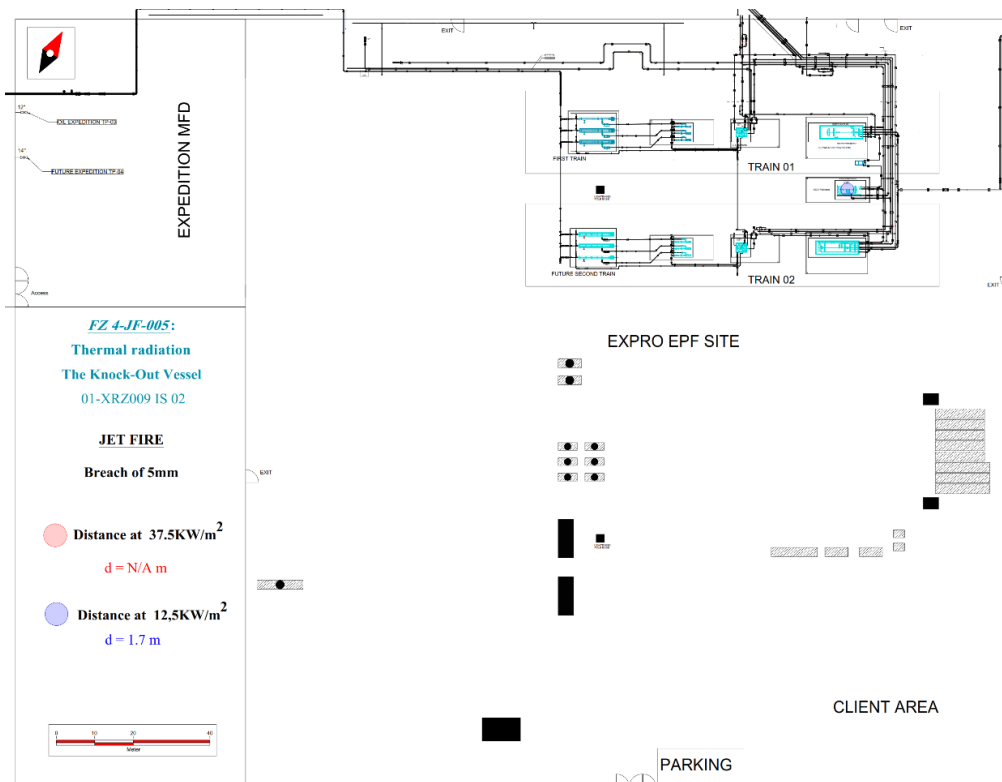 EXIT
EXIT
12"
OIL EXPEDITION TP-03
14"
FUTURE EXPEDITION TP-04
EXPEDITION MFD
FIRST TRAIN
TRAIN 01
FUTURE SECOND TRAIN
TRAIN 02
EXIT
Access
FZ 4-JF-005:
Thermal radiation
The Knock-Out Vessel
01-XRZ009 IS 02
EXPRO EPF SITE
JET FIRE
Breach of 5mm
EXIT
Distance at 37.5KW/m²
d = N/A m
Distance at 12,5KW/m²
d = 1.7 m
CLIENT AREA
0 10 20 40
Meter
PARKING